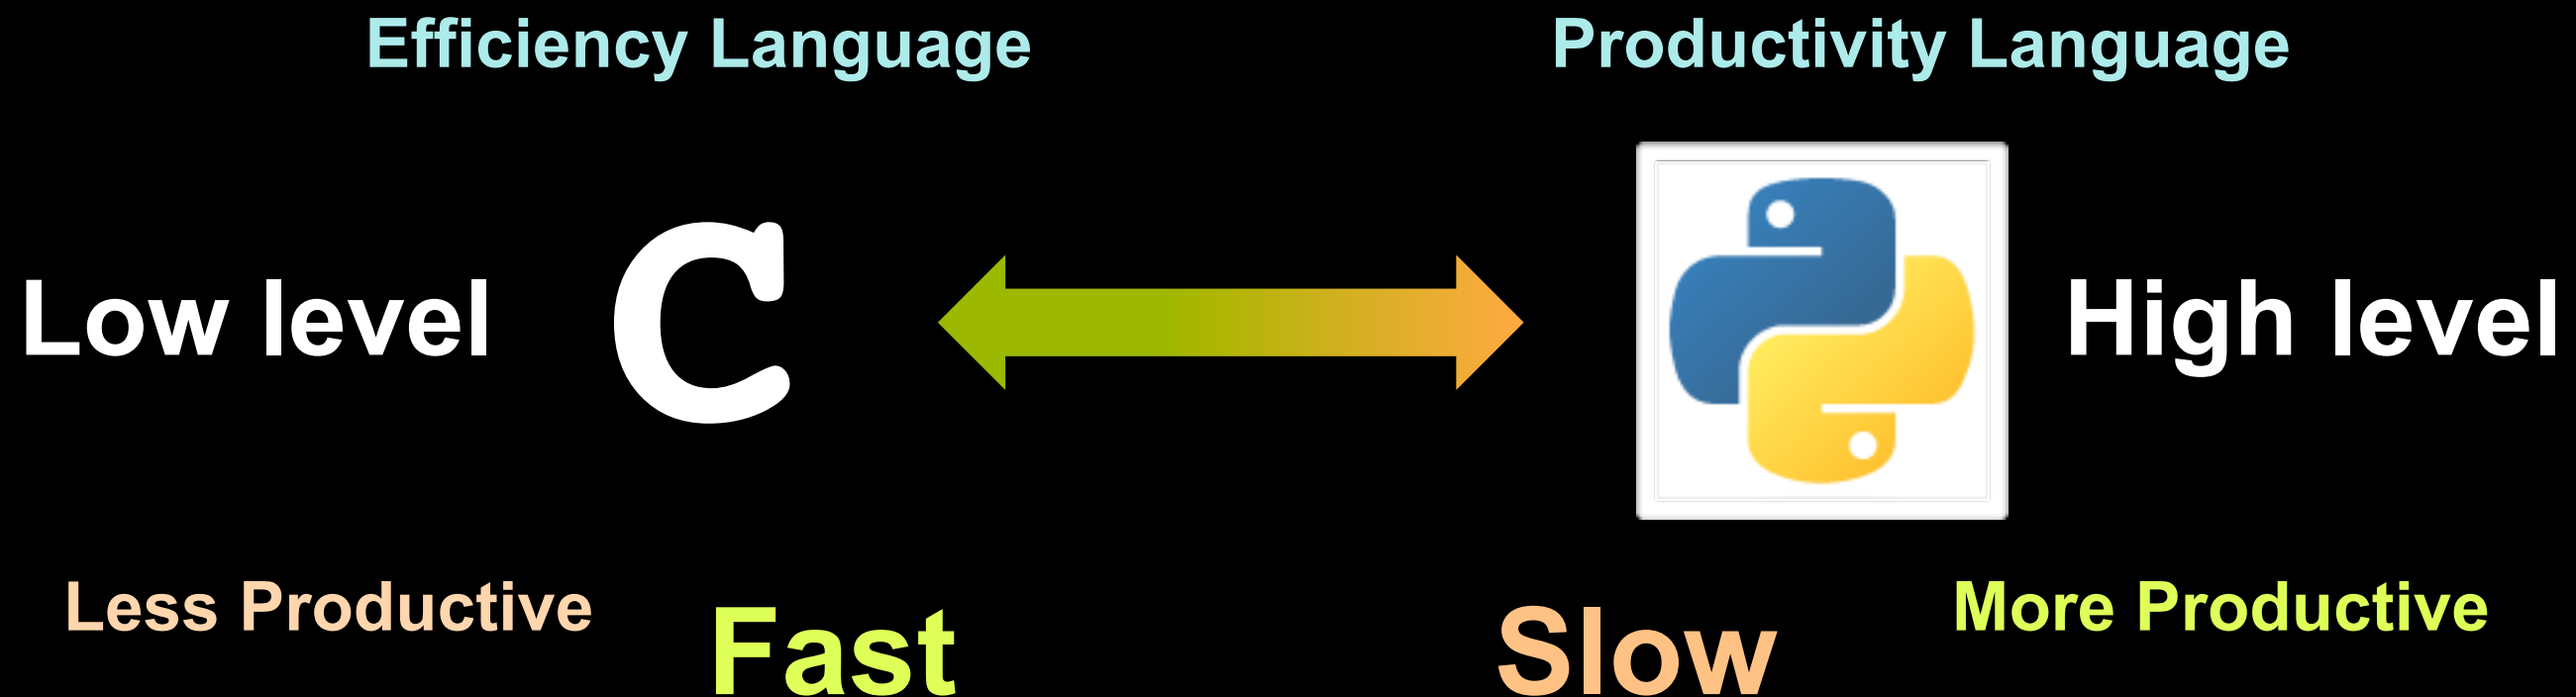 Efficiency Language
Productivity Language
Low level
C
High level
Less Productive
Fast
Slow
More Productive